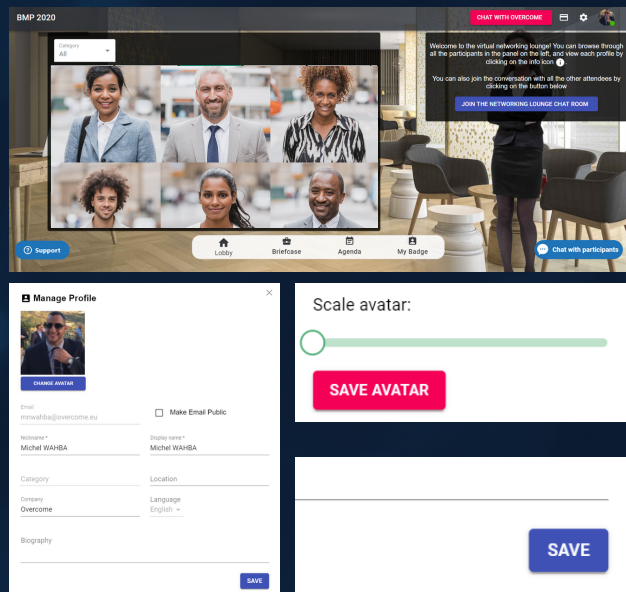 BMP 2020
CHAT WITH OVERCOME
Category
All
Welcome to the virtual networking lounge! You can browse through
all the participants in the panel on the left, and view each profile by
clicking on the info icon
You can also join the conversation with all the other attendees by
clicking on the button below
JOIN THE NETWORKING LOUNGE CHAT ROOM
Support
Lobby
Briefcase
Agenda
My Badge
Chat with participants
Manage Profile
CHANGE AVATAR
Email
mnwahba@overcome.eu
Make Email Public
Nickname *
Display name *
Michel WAHBA
Michel WAHBA
Category
Location
Company
Language
Overcome
English
Biography
SAVE
Scale avatar:
SAVE AVATAR
SAVE